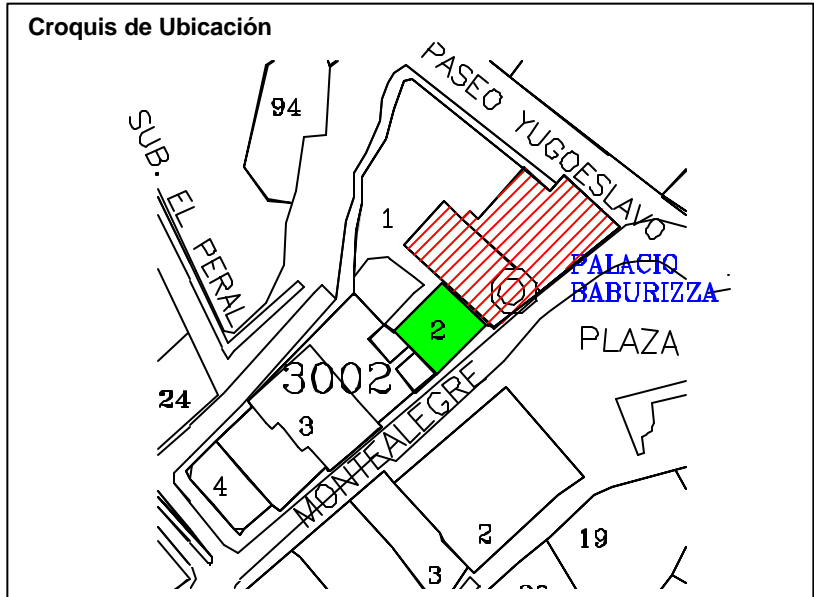 Croquis de Ubicación
PASEO YUGOESLAVO
94
SUB. EL PERAL
1
PALACIO
BABURIZZA
2
PLAZA
3002
24
3
MONTEALEGRE
4
2
19
3